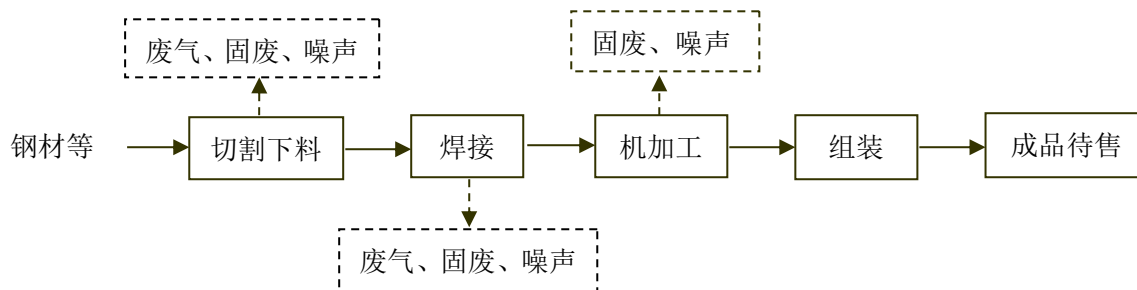 废气、固废、噪声
固废、噪声
钢材等
切割下料
焊接
机加工
组装
成品待售
废气、固废、噪声